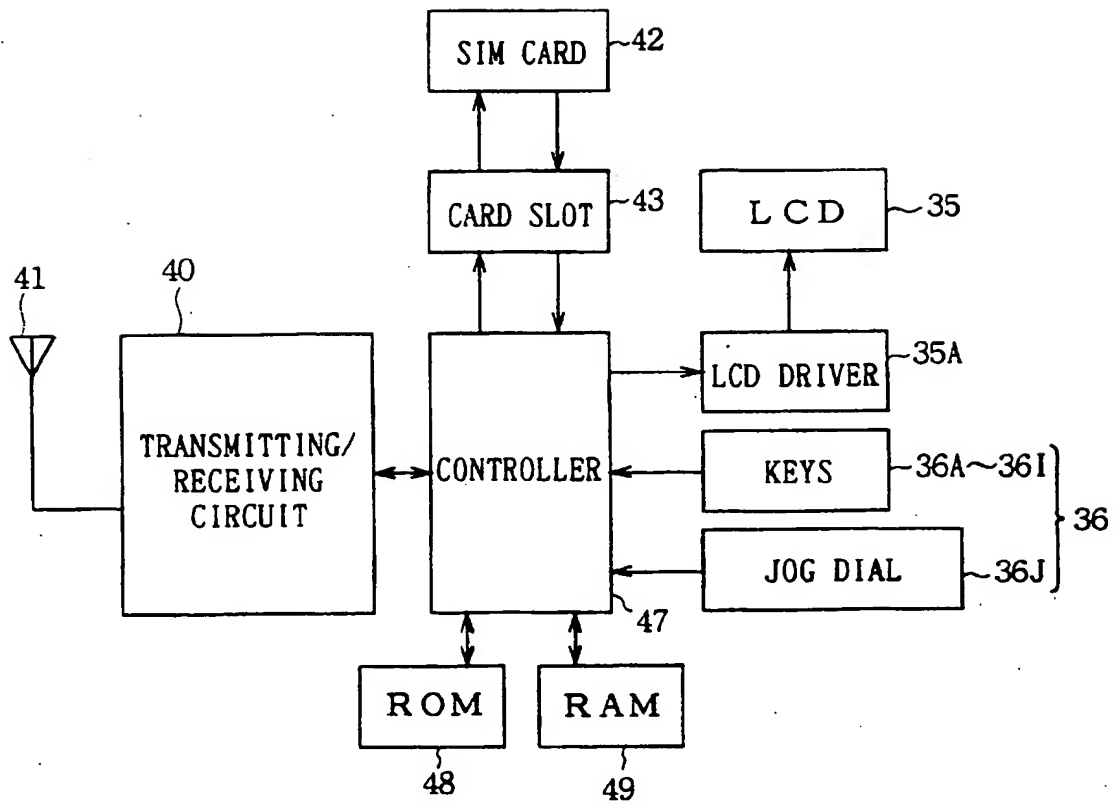 SIM CARD
42
CARD SLOT
43
LCD
35
41
40
TRANSMITTING/
RECEIVING
CIRCUIT
CONTROLLER
47
LCD DRIVER
35A
KEYS
36A~36I
JOG DIAL
36J
36
ROM
48
RAM
49